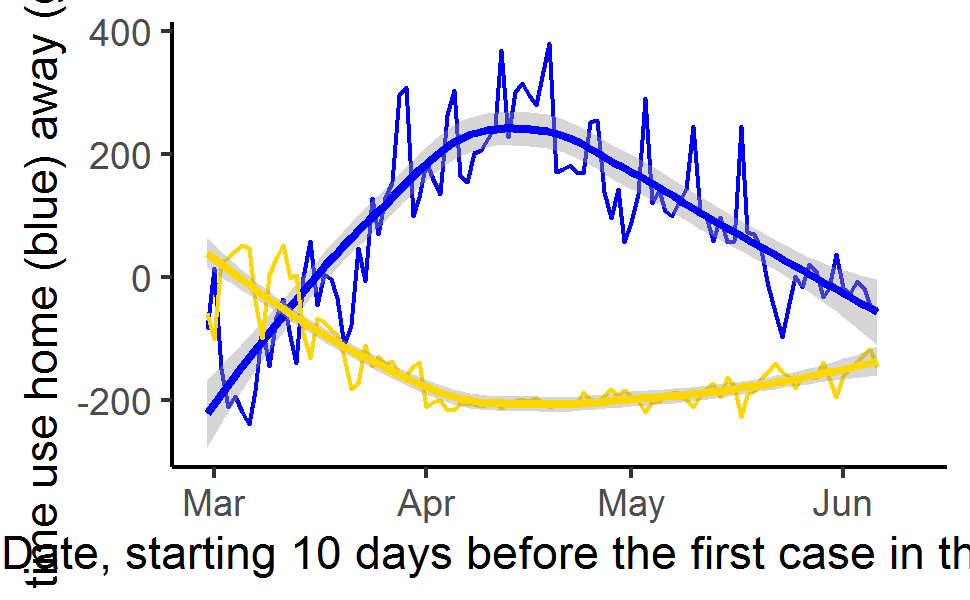 time use home (blue) away (
400
200
0
-200
Mar Apr May Jun
Date, starting 10 days before the first case in th